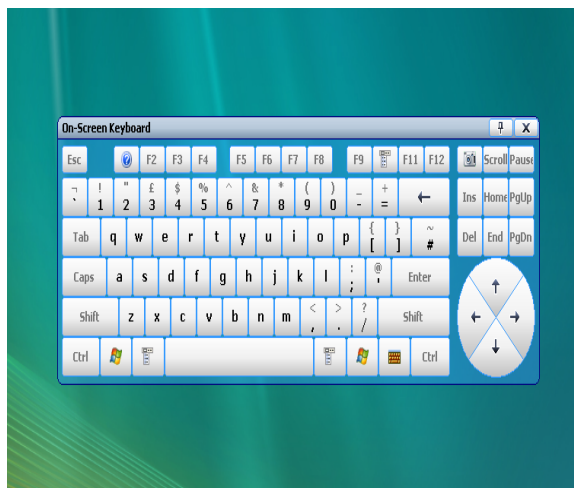 On-Screen Keyboard X
Esc ? F2 F3 F4 F5 F6 F7 F8 F9 F11 F12 Scroll Pause
¬ ! " £ $ % ^ & * ( ) _ +
` 1 2 3 4 5 6 7 8 9 0 - = ← Ins Home PgUp
{ } ~
Tab q w e r t y u i o p [ ] # Del End PgDn
: @
Caps a s d f g h j k l ; ' Enter
< > ?
Shift z x c v b n m , . / Shift
↑
← →
↓
Ctrl Ctrl